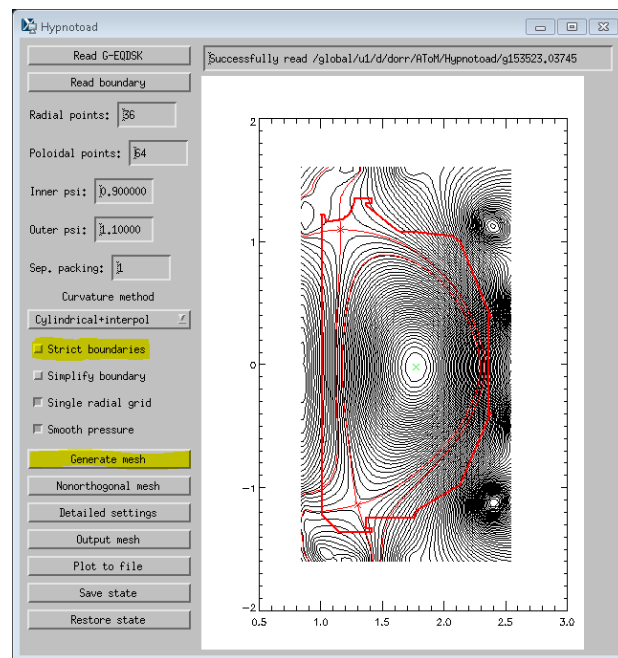 Hypnotoad
Read G-EQDSK
Successfully read /global/u1/d/dorr/AToM/Hypnotoad/g153523.03745
Read boundary
Radial points: 36
Poloidal points: 64
Inner psi: 0.900000
Outer psi: 1.10000
Sep. packing: 1
Curvature method
Cylindrical+interpol
Strict boundaries
Simplify boundary
Single radial grid
Smooth pressure
Generate mesh
Nonorthogonal mesh
Detailed settings
Output mesh
Plot to file
Save state
Restore state
2
1
0
-1
-2
0.5 1.0 1.5 2.0 2.5 3.0